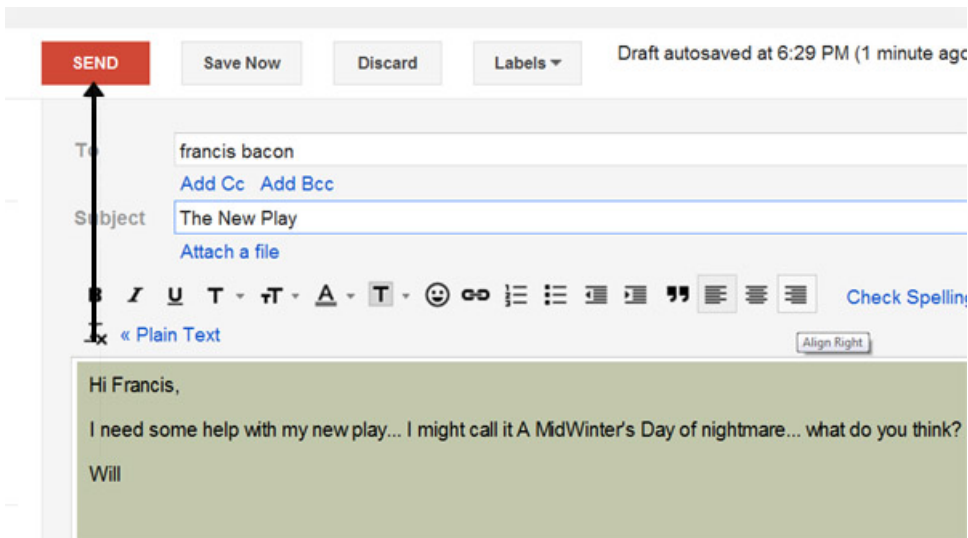 SEND Save Now Discard Labels Draft autosaved at 6:29 PM (1 minute ago
To francis bacon
Add Cc Add Bcc
Subject The New Play
Attach a file
B I U T T A T Check Spelling
« Plain Text
Align Right
Hi Francis,
I need some help with my new play... I might call it A MidWinter's Day of nightmare... what do you think?
Will